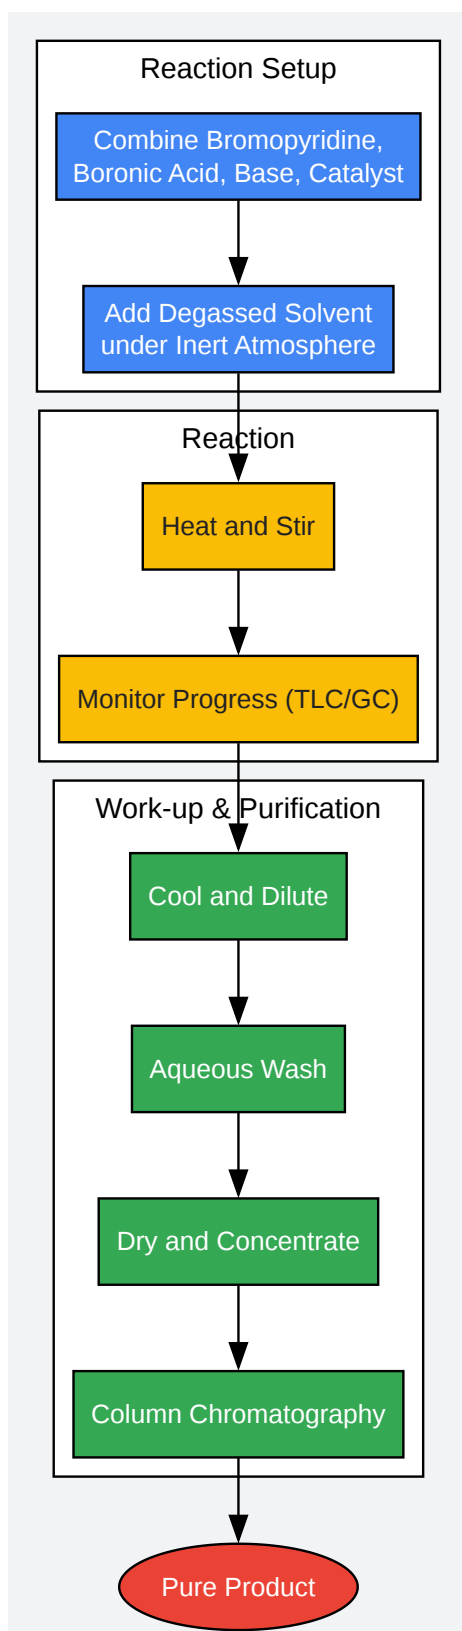 Reaction Setup
Combine Bromopyridine,
Boronic Acid, Base, Catalyst
Add Degassed Solvent
under Inert Atmosphere
Reaction
Heat and Stir
Monitor Progress (TLC/GC)
Work-up & Purification
Cool and Dilute
Aqueous Wash
Dry and Concentrate
Column Chromatography
Pure Product